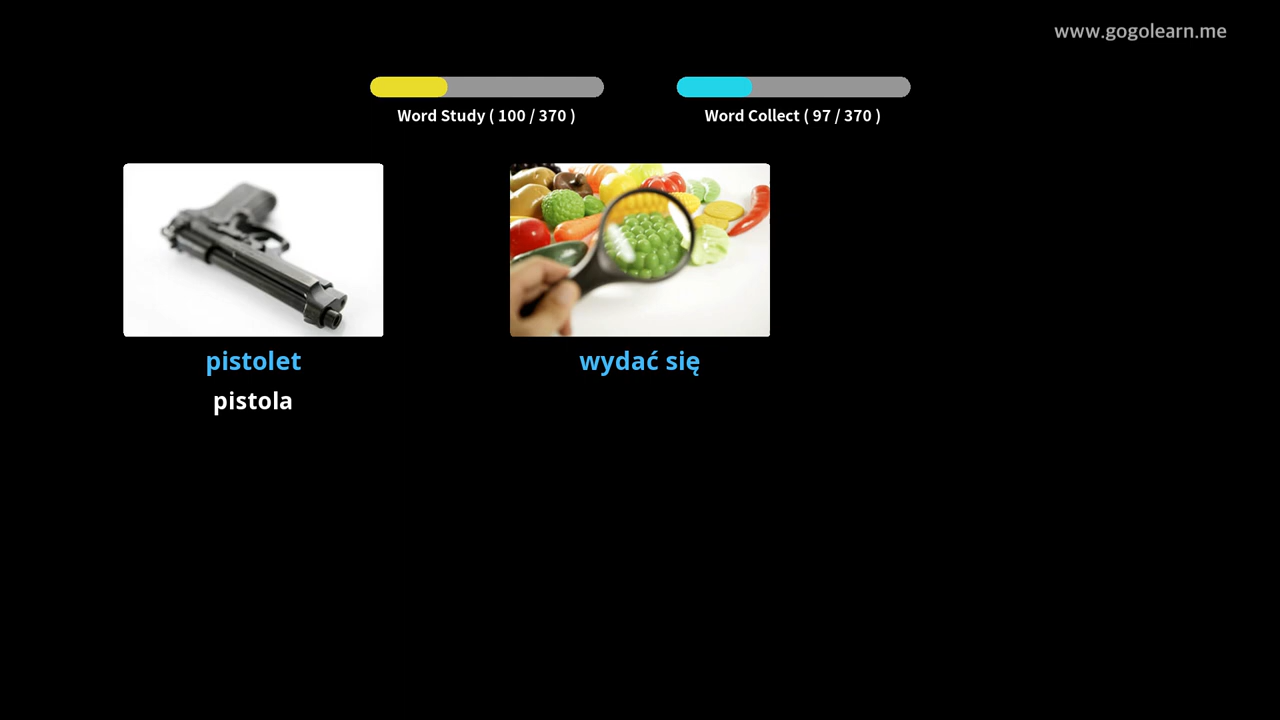 www.gogolearn.me
Word Study ( 100 / 370 )
Word Collect ( 97 / 370 )
pistolet
pistola
wydać się